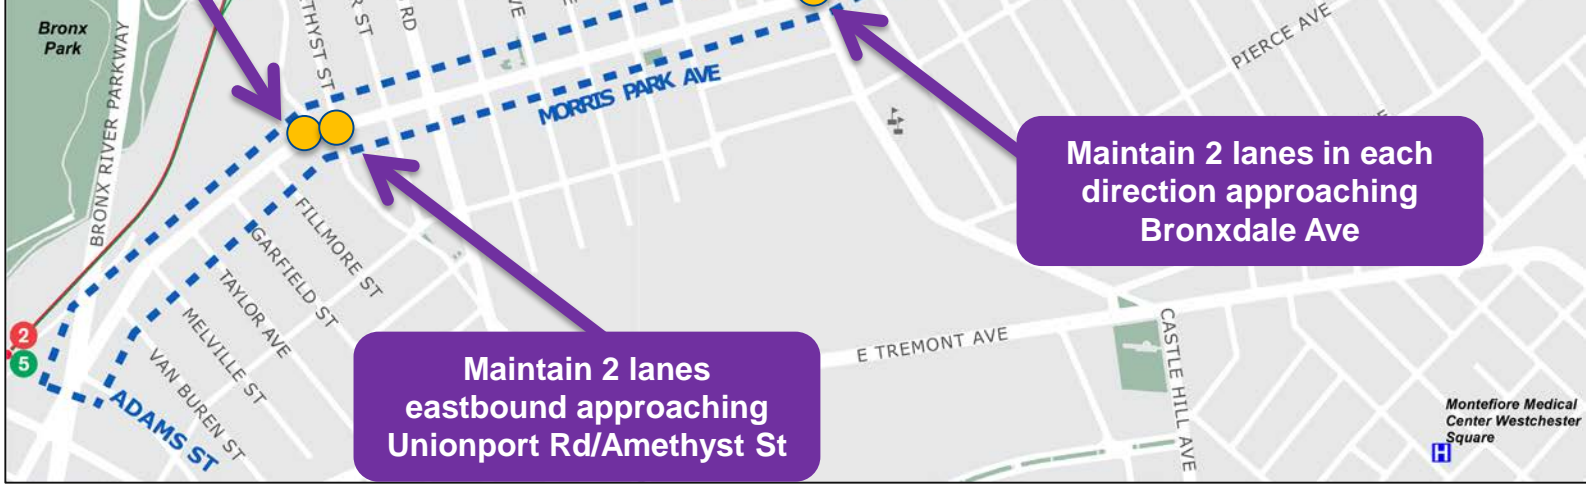 Bronx
Park
BRONX RIVER PARKWAY
THYST ST
R ST
RD
VE
E
MORRIS PARK AVE
PIERCE AVE
E
Maintain 2 lanes in each
direction approaching
Bronxdale Ave
FILLMORE ST
GARFIELD ST
TAYLOR AVE
MELVILLE ST
VAN BUREN ST
ADAMS ST
2
5
Maintain 2 lanes
eastbound approaching
Unionport Rd/Amethyst St
E TREMONT AVE
CASTLE HILL AVE
Montefiore Medical
Center Westchester
Square
H